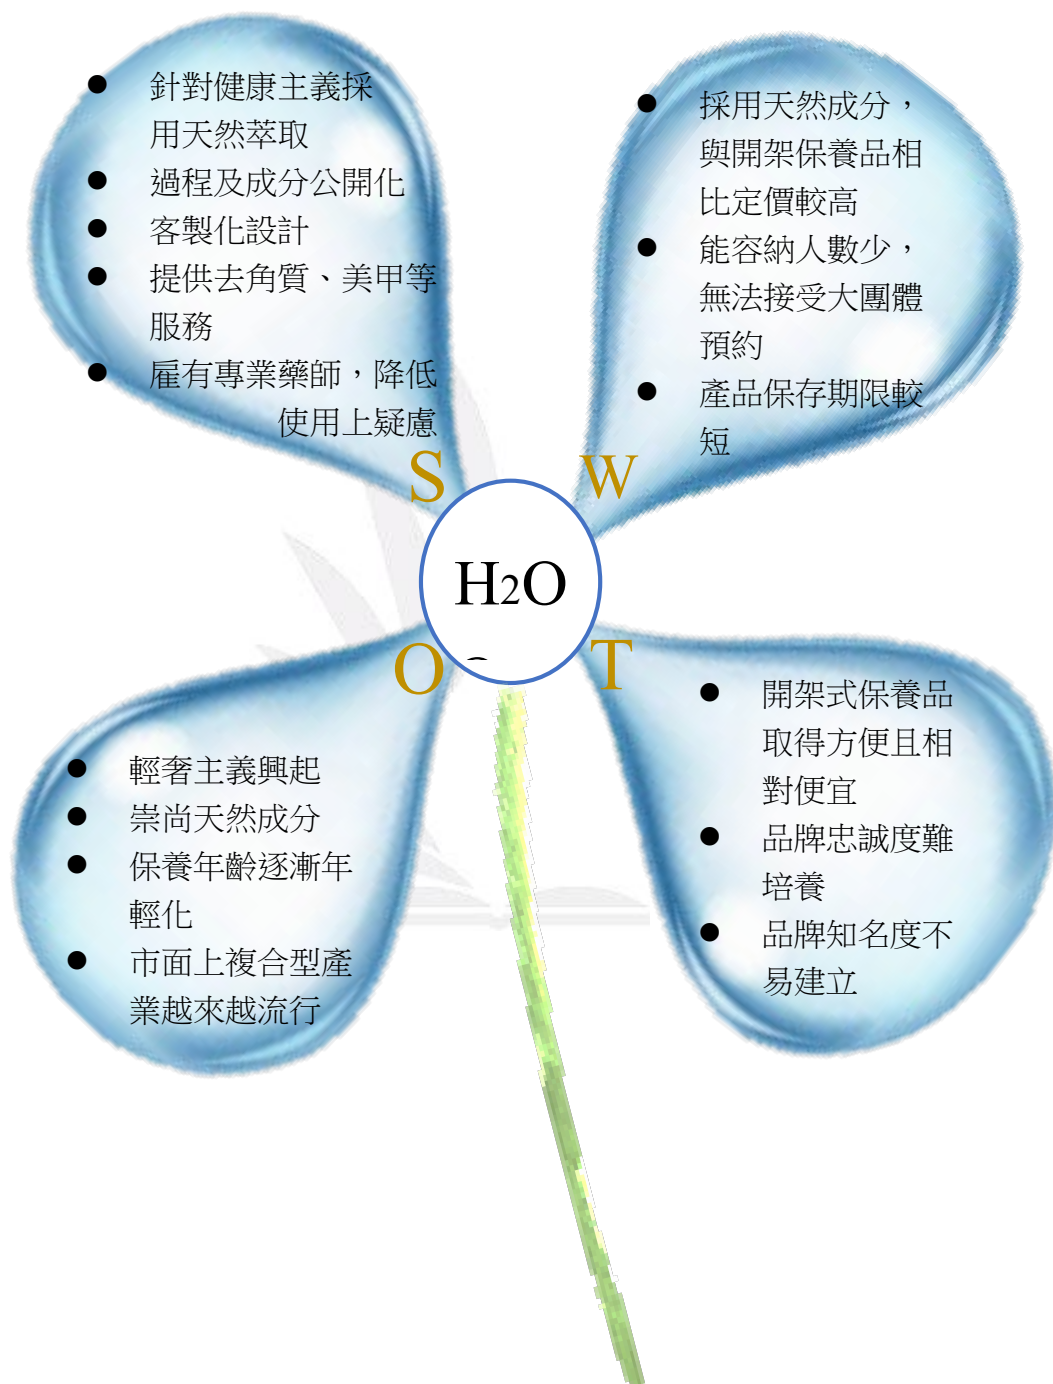 ● 針對健康主義採
用天然萃取
● 過程及成分公開化
● 客製化設計
● 提供去角質、美甲等
服務
● 雇有專業藥師，降低
使用上疑慮
S
● 採用天然成分，
與開架保養品相
比定價較高
● 能容納人數少，
無法接受大團體
預約
● 產品保存期限較
短
W
H2O
O
● 輕奢主義興起
● 崇尚天然成分
● 保養年齡逐漸年
輕化
● 市面上複合型產
業越來越流行
T
● 開架式保養品
取得方便且相
對便宜
● 品牌忠誠度難
培養
● 品牌知名度不
易建立